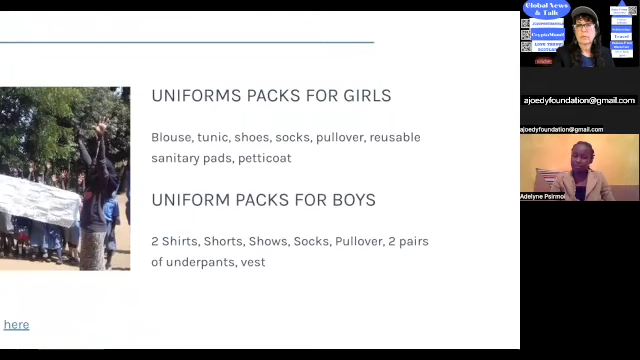 UNIFORMS PACKS FOR GIRLS
Blouse, tunic, shoes, socks, pullover, reusable
sanitary pads, petticoat
UNIFORM PACKS FOR BOYS
2 Shirts, Shorts, Shows, Socks, Pullover, 2 pairs
of underpants, vest
here
Global News
& Talk
Travel
ajoedyfoundation@gmail.com
ajoedyfoundation@gmail.com
Adelyne Psirmoi